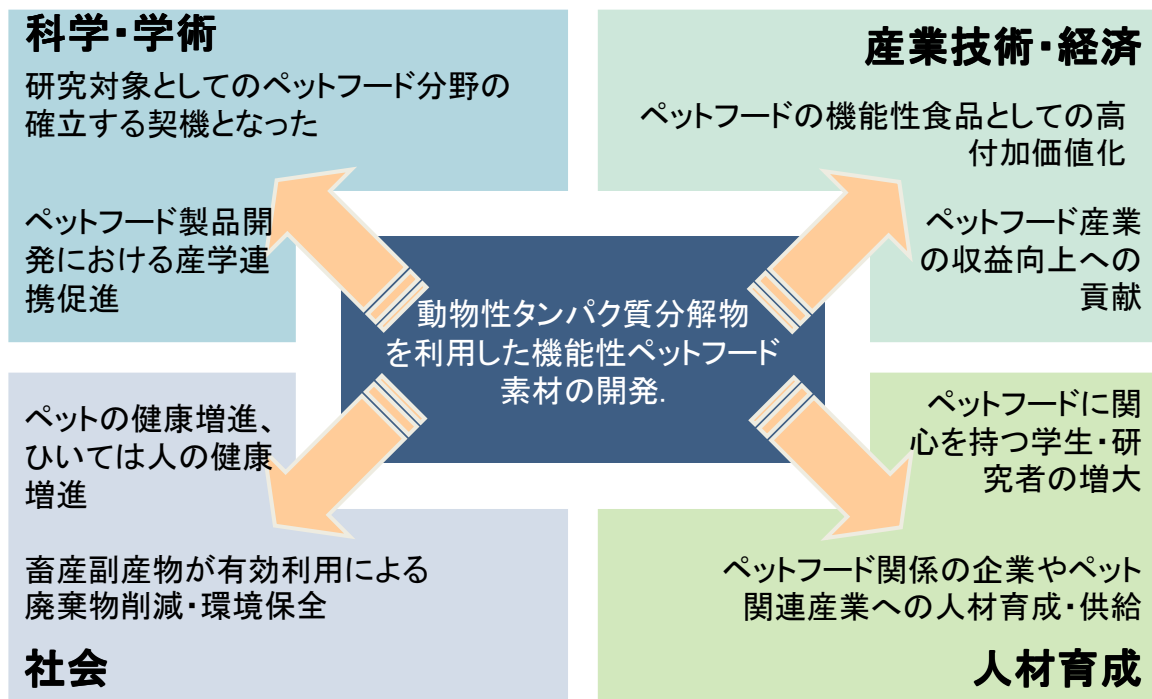 科学・学術
研究対象としてのペットフード分野の
確立する契機となった
ペットフード製品開
発における産学連
携促進
産業技術・経済
ペットフードの機能性食品としての高
付加価値化
ペットフード産業
の収益向上への
貢献
動物性タンパク質分解物
を利用した機能性ペットフード
素材の開発.
ペットの健康増進、
ひいては人の健康
増進
畜産副産物が有効利用による
廃棄物削減・環境保全
社会
ペットフードに関
心を持つ学生・研
究者の増大
ペットフード関係の企業やペット
関連産業への人材育成・供給
人材育成